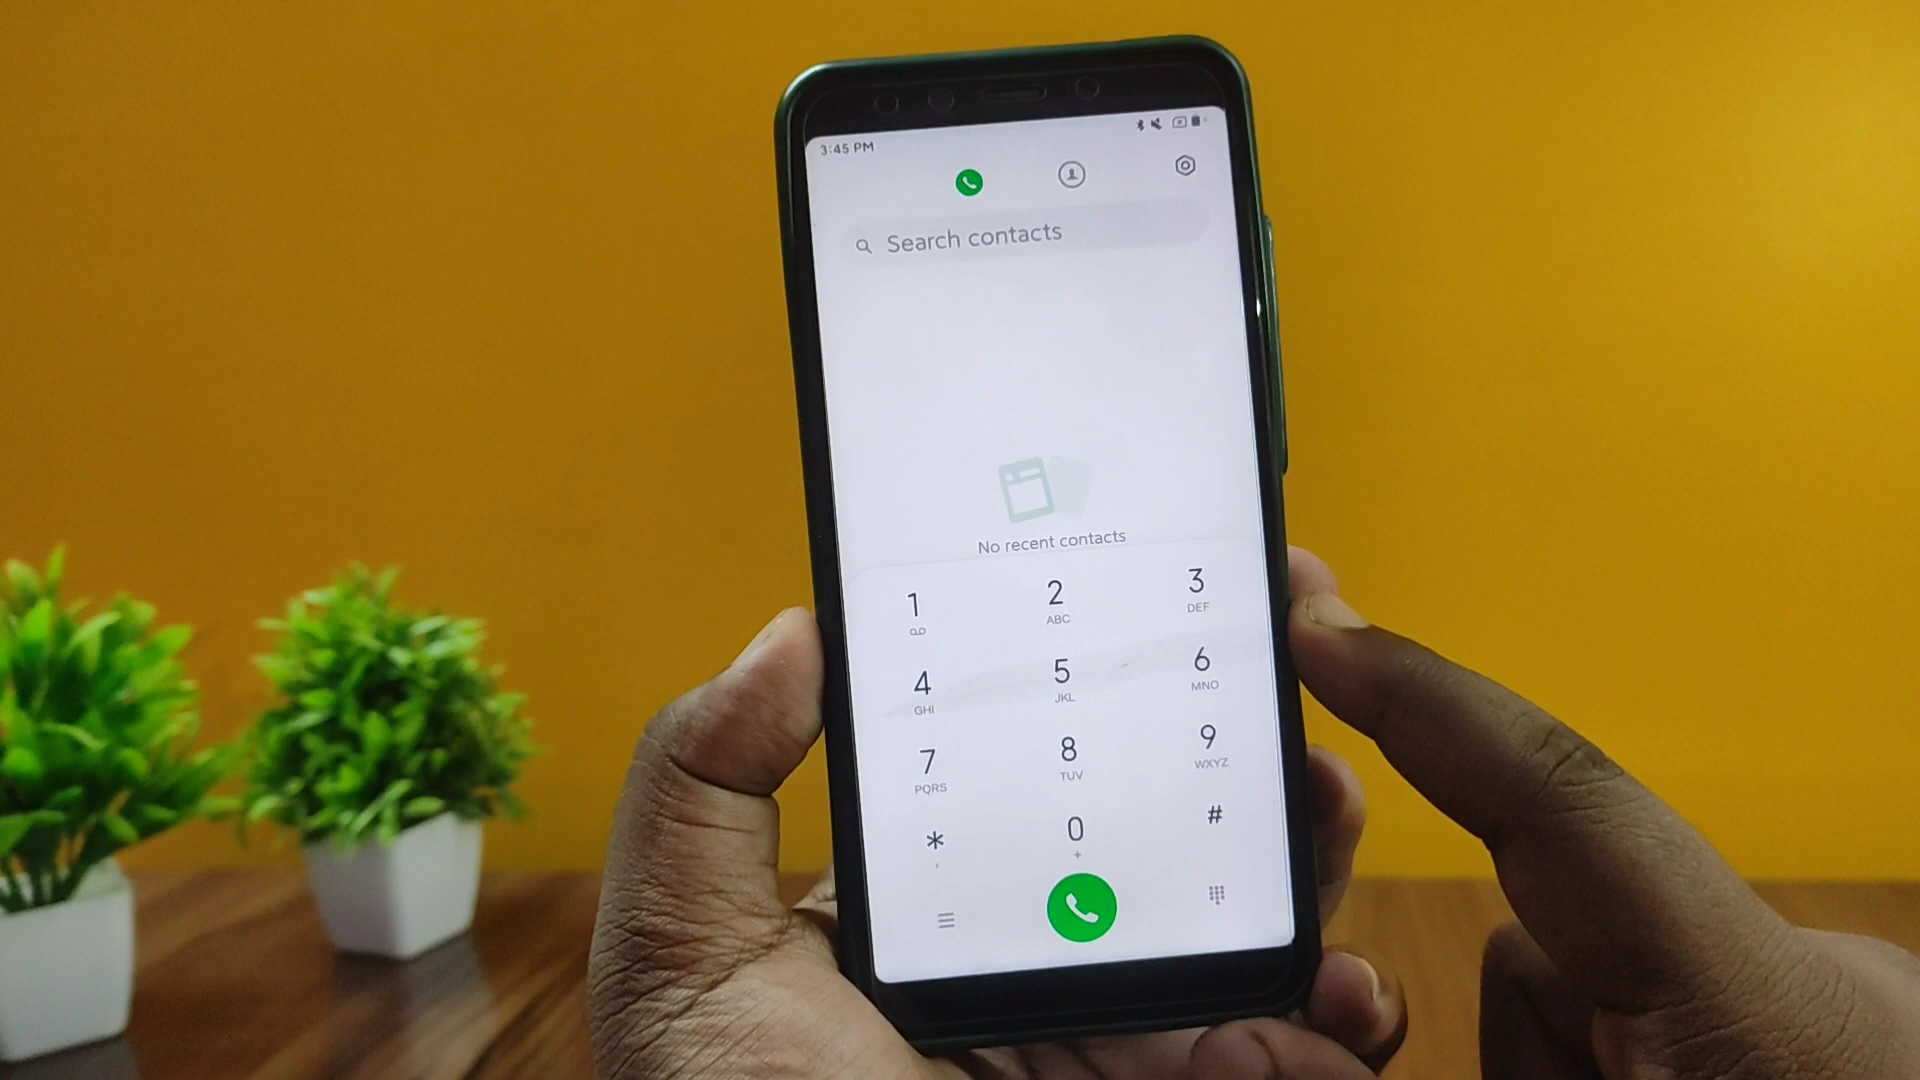 3:45 PM
Search contacts
No recent contacts
1 2 3
ABC DEF
4 5 6
GHI JKL MNO
7 8 9
PQRS TUV WXYZ
* 0 #
, +